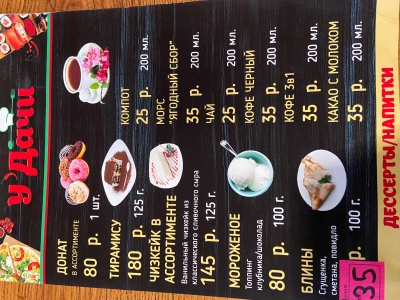 у Дачи
ДЕССЕРТЫ/НАПИТКИ
ДОНАТ
В АССОРТИМЕНТЕ
80 р. 1 шт.
ТИРАМИСУ
180 р. 125 г.
ЧИЗКЕЙК В
АССОРТИМЕНТЕ
Ванильный чизкейк из
классического сливочного сыра
145 р. 125 г.
МОРОЖЕНОЕ
Топпинг
клубника/шоколад
80 р. 100 г.
БЛИНЫ
Сгущенка,
сметана, повидло
85 р. 100 г.
КОМПОТ
25 р. 200 мл.
МОРС
"ЯГОДНЫЙ СБОР"
35 р. 200 мл.
ЧАЙ
25 р. 200 мл.
КОФЕ ЧЕРНЫЙ
35 р. 200 мл.
КОФЕ 3в1
35 р. 200 мл.
КАКАО С МОЛОКОМ
35 р. 200 мл.